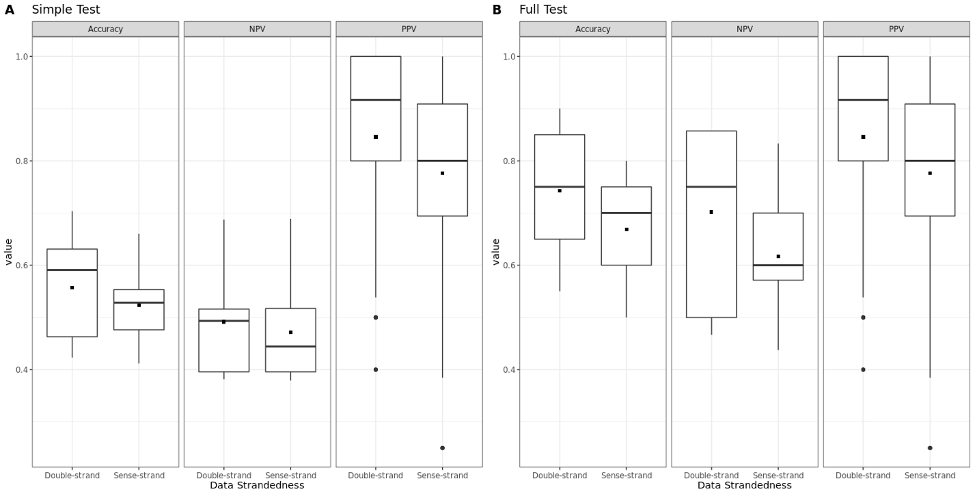 A Simple Test
Accuracy NPV PPV
1.0
0.8
0.6
0.4
value
Double-strand Sense-strand Double-strand Sense-strand Double-strand Sense-strand
Data Strandedness
B Full Test
Accuracy NPV PPV
1.0
0.8
0.6
0.4
value
Double-strand Sense-strand Double-strand Sense-strand Double-strand Sense-strand
Data Strandedness